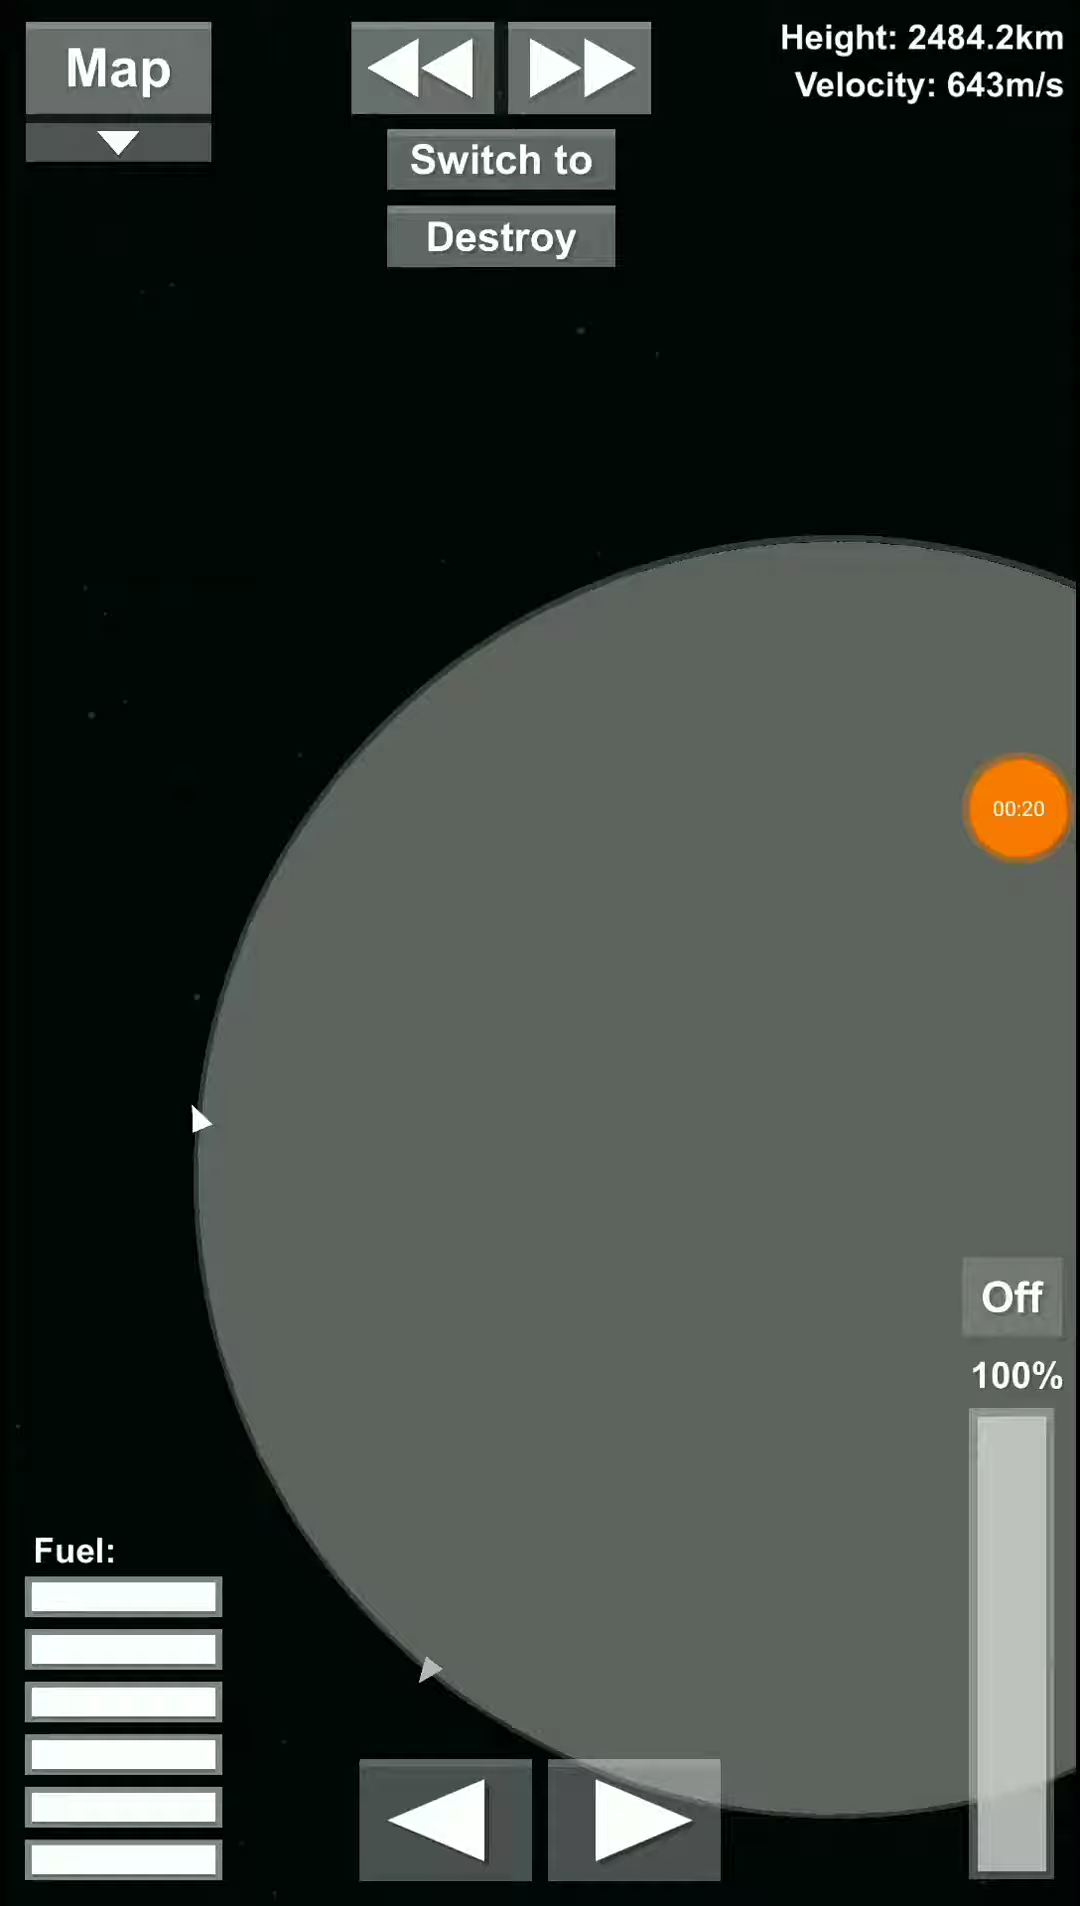 Map
Height: 2484.2km
Velocity: 643m/s
Switch to
Destroy
00:20
Off
100%
Fuel: